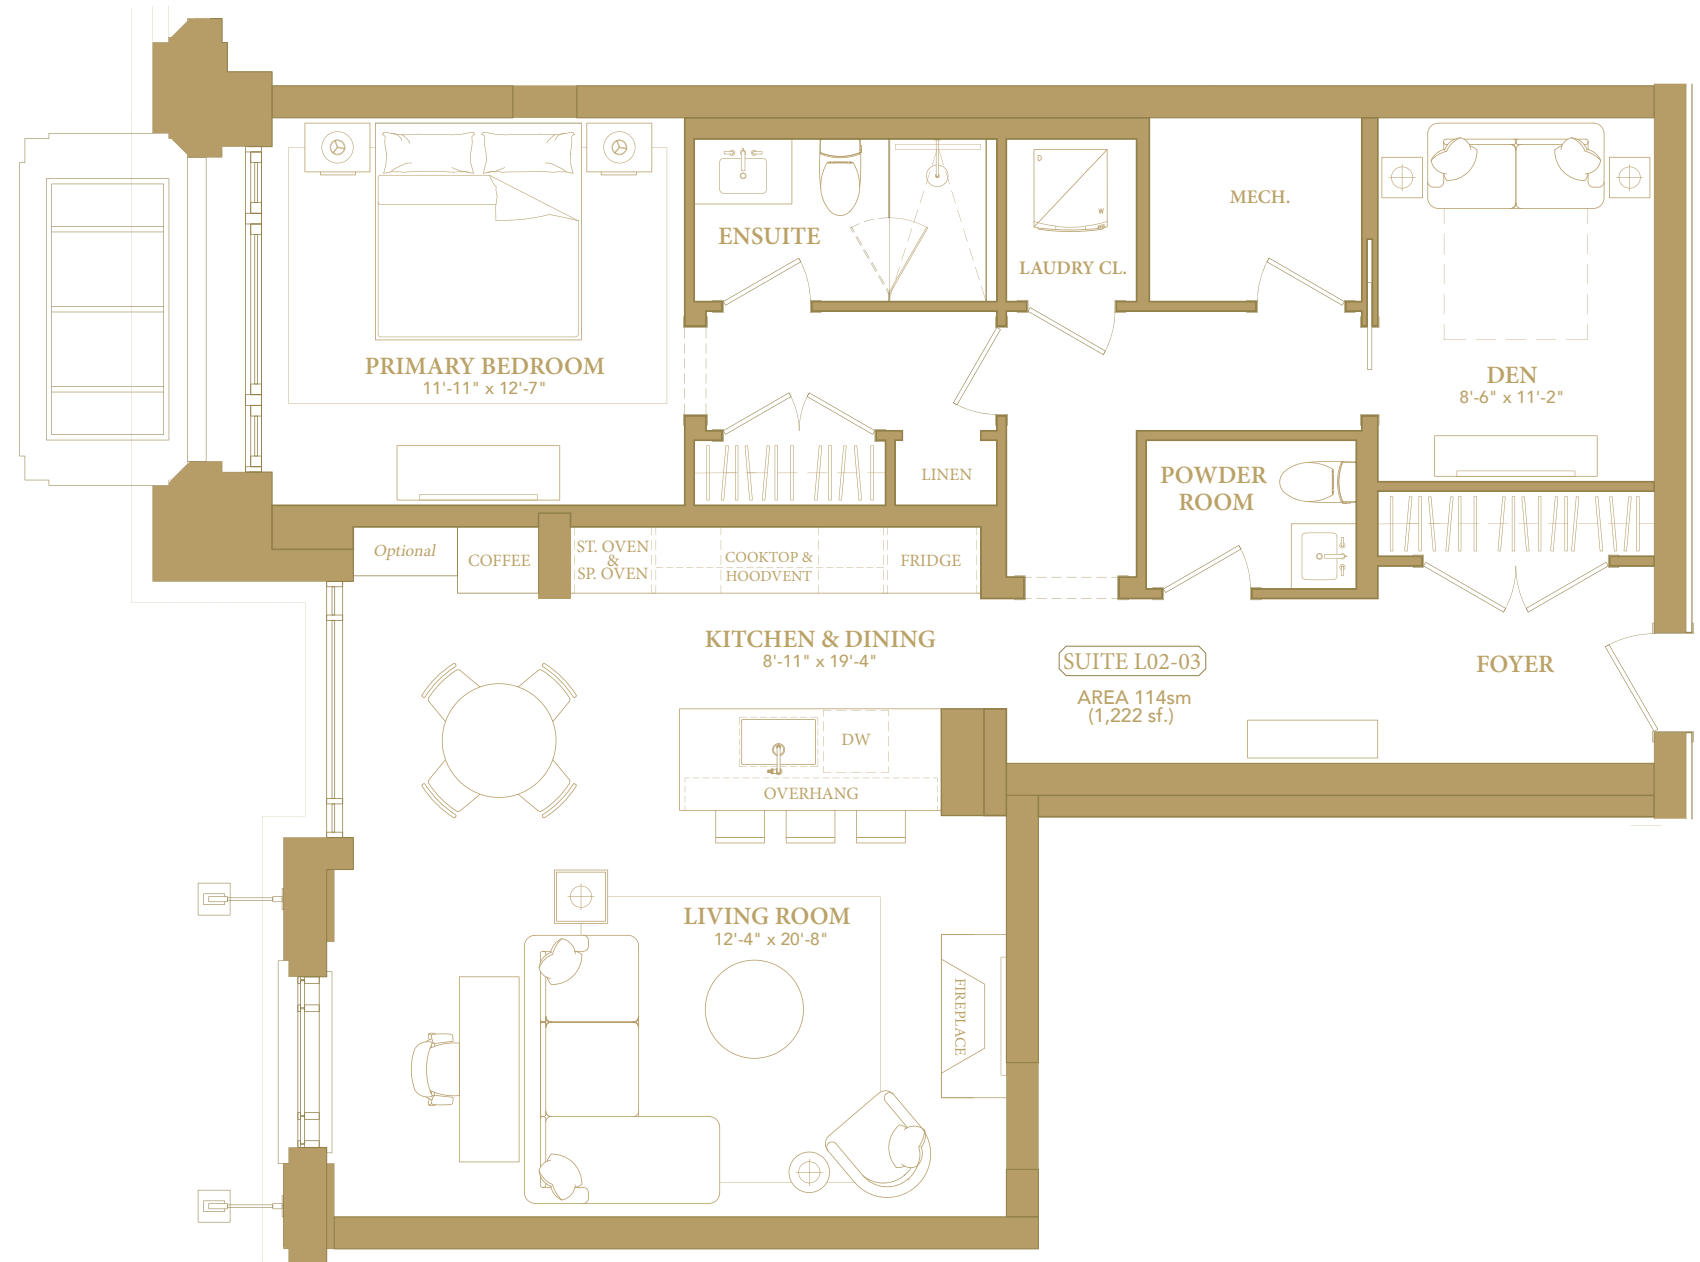 D
W
MECH.
ENSUITE
LAUDRY CL.
PRIMARY BEDROOM
11'-11" x 12'-7"
DEN
8'-6" x 11'-2"
LINEN
POWDER
ROOM
Optional
COFFEE
ST. OVEN
&
SP. OVEN
COOKTOP &
HOODVENT
FRIDGE
KITCHEN & DINING
8'-11" x 19'-4"
SUITE L02-03
AREA 114sm
(1,222 sf.)
FOYER
DW
OVERHANG
LIVING ROOM
12'-4" x 20'-8"
FIREPLACE